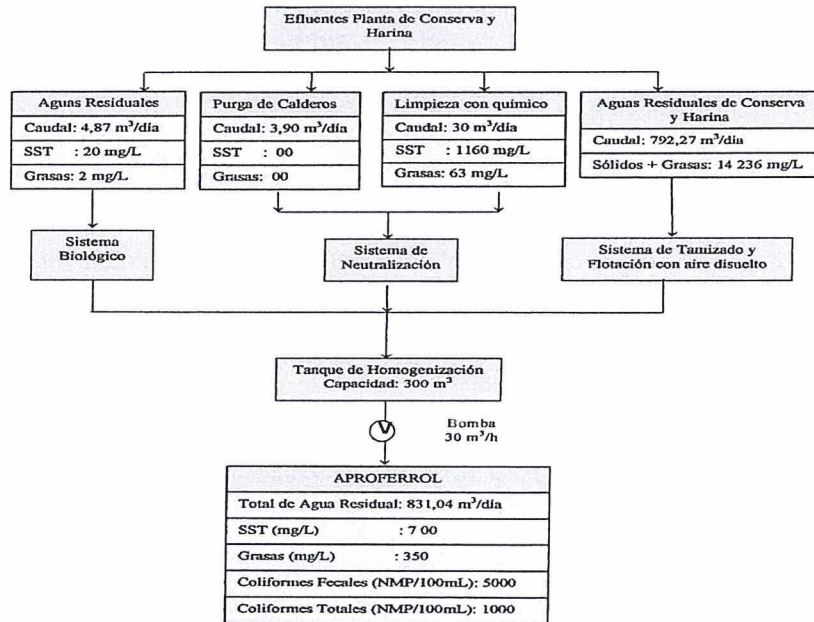 Efluentes Planta de Conserva y
Harina
Aguas Residuales
Caudal: 4,87 m³/día
SST : 20 mg/L
Grasas: 2 mg/L
Purga de Calderos
Caudal: 3,90 m³/día
SST : 00
Grasas: 00
Limpieza con químico
Caudal: 30 m³/día
SST : 1160 mg/L
Grasas: 63 mg/L
Aguas Residuales de Conserva
y Harina
Caudal: 792,27 m³/día
Sólidos + Grasas: 14 236 mg/L
Sistema
Biológico
Sistema de
Neutralización
Sistema de Tamizado y
Flotación con aire disuelto
Tanque de Homogenización
Capacidad: 300 m³
V
Bomba
30 m³/h
APROFERROL
Total de Agua Residual: 831,04 m³/día
SST (mg/L) : 7 00
Grasas (mg/L) : 350
Coliformes Fecales (NMP/100mL): 5000
Coliformes Totales (NMP/100mL): 1000